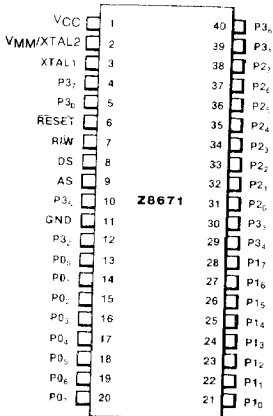 VCC 1 40 P3₆
VMM/XTAL2 2 39 P3₁
XTAL1 3 38 P2₇
P3₇ 4 37 P2₆
P3₀ 5 36 P2₅
RESET 6 35 P2₄
R/W 7 34 P2₃
DS 8 33 P2₂
AS 9 32 P2₁
P3₅ 10 Z8671 31 P2₀
GND 11 30 P3₃
P3₂ 12 29 P3₄
P0₀ 13 28 P1₇
P0₁ 14 27 P1₆
P0₂ 15 26 P1₅
P0₃ 16 25 P1₄
P0₄ 17 24 P1₃
P0₅ 18 23 P1₂
P0₆ 19 22 P1₁
P0₇ 20 21 P1₀